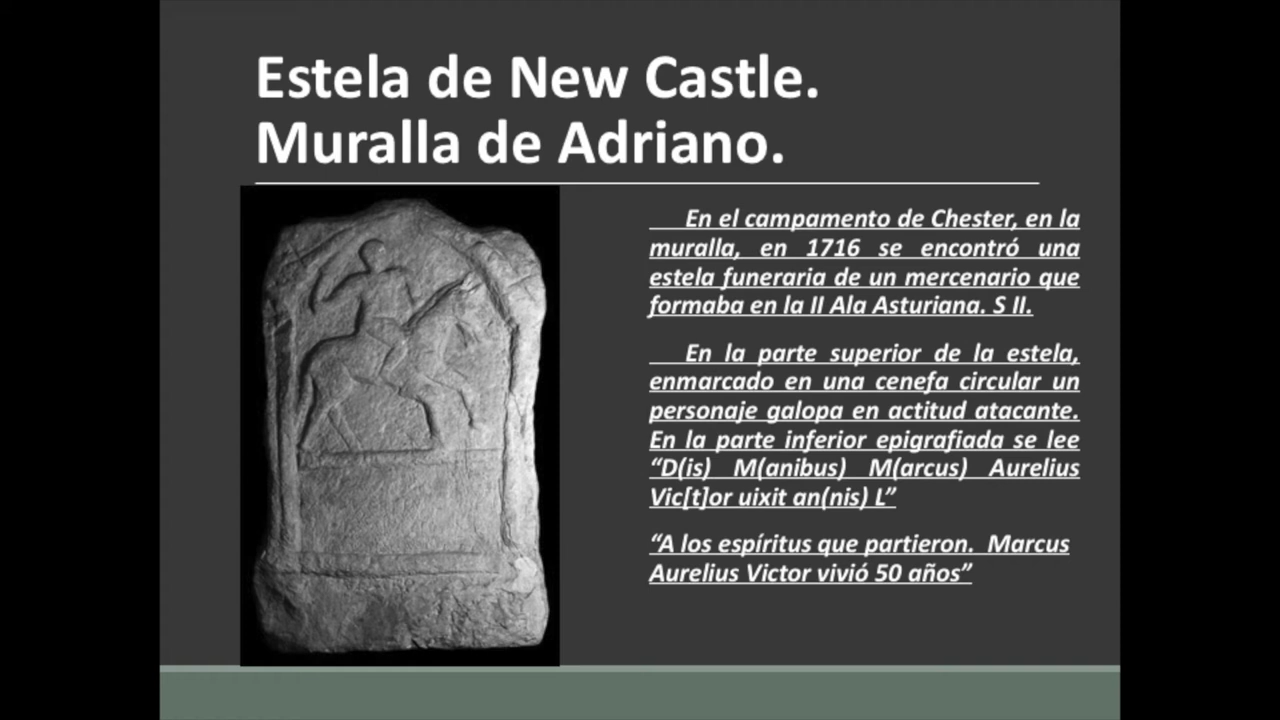 Estela de New Castle.
Muralla de Adriano.
En el campamento de Chester, en la
muralla, en 1716 se encontró una
estela funeraria de un mercenario que
formaba en la II Ala Asturiana. S II.
En la parte superior de la estela,
enmarcado en una cenefa circular un
personaje galopa en actitud atacante.
En la parte inferior epigrafiada se lee
“D(is) M(anibus) M(arcus) Aurelius
Vic[t]or uixit an(nis) L”
“A los espíritus que partieron. Marcus
Aurelius Victor vivió 50 años”